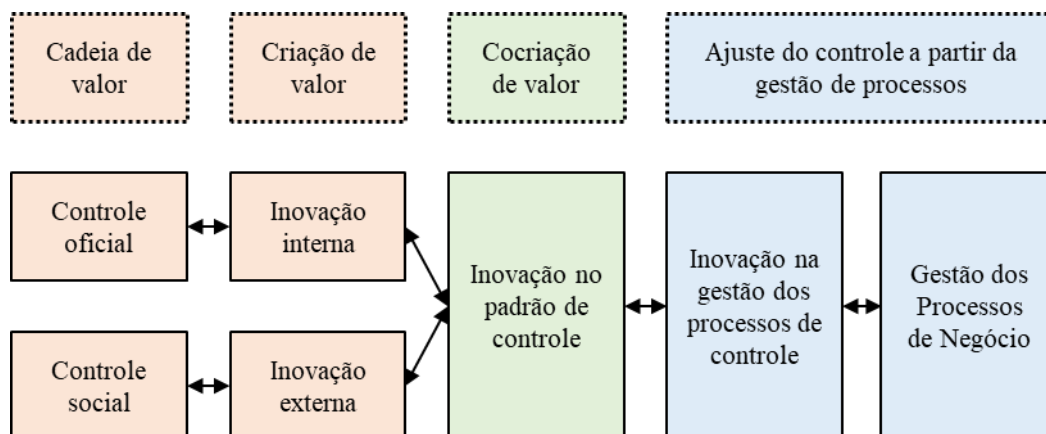 Cadeia de
valor
Criação de
valor
Cocriação
de valor
Ajuste do controle a partir da
gestão de processos
Controle
oficial
Inovação
interna
Controle
social
Inovação
externa
Inovação no
padrão de
controle
Inovação na
gestão dos
processos de
controle
Gestão dos
Processos
de Negócio